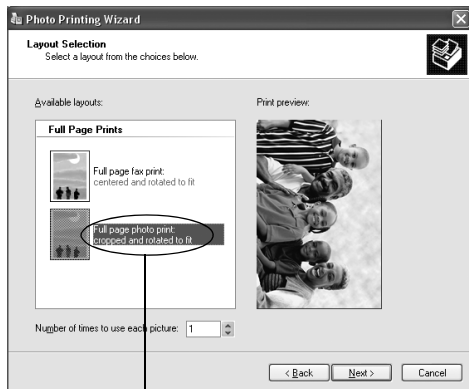 Photo Printing Wizard
Layout Selection
Select a layout from the choices below.
Available layouts:
Print preview:
Full Page Prints
Full page fax print:
centered and rotated to fit
Full page photo print:
cropped and rotated to fit
Number of times to use each picture: 1
< Back
Next >
Cancel